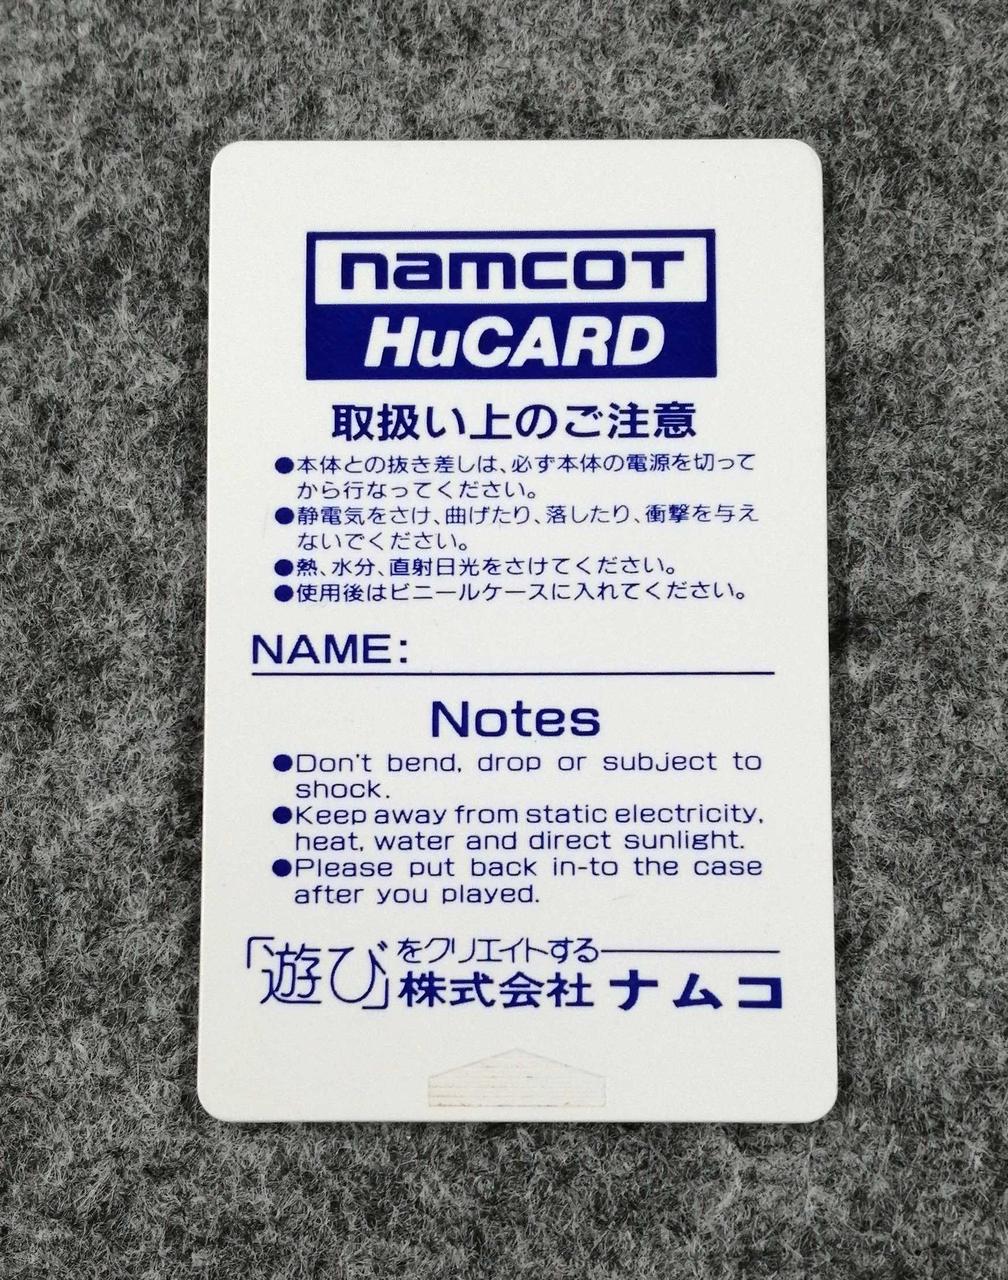 namcot
HuCARD
取扱い上のご注意
●本体との抜き差しは、必ず本体の電源を切って
から行なってください。
●静電気をさけ、曲げたり、落したり、衝撃を与え
ないでください。
●熱、水分、直射日光をさけてください。
●使用後はビニールケースに入れてください。
NAME:
Notes
●Don't bend, drop or subject to
shock.
●Keep away from static electricity,
heat, water and direct sunlight.
●Please put back in-to the case
after you played.
「遊び」をクリエイトする
株式会社ナムコ